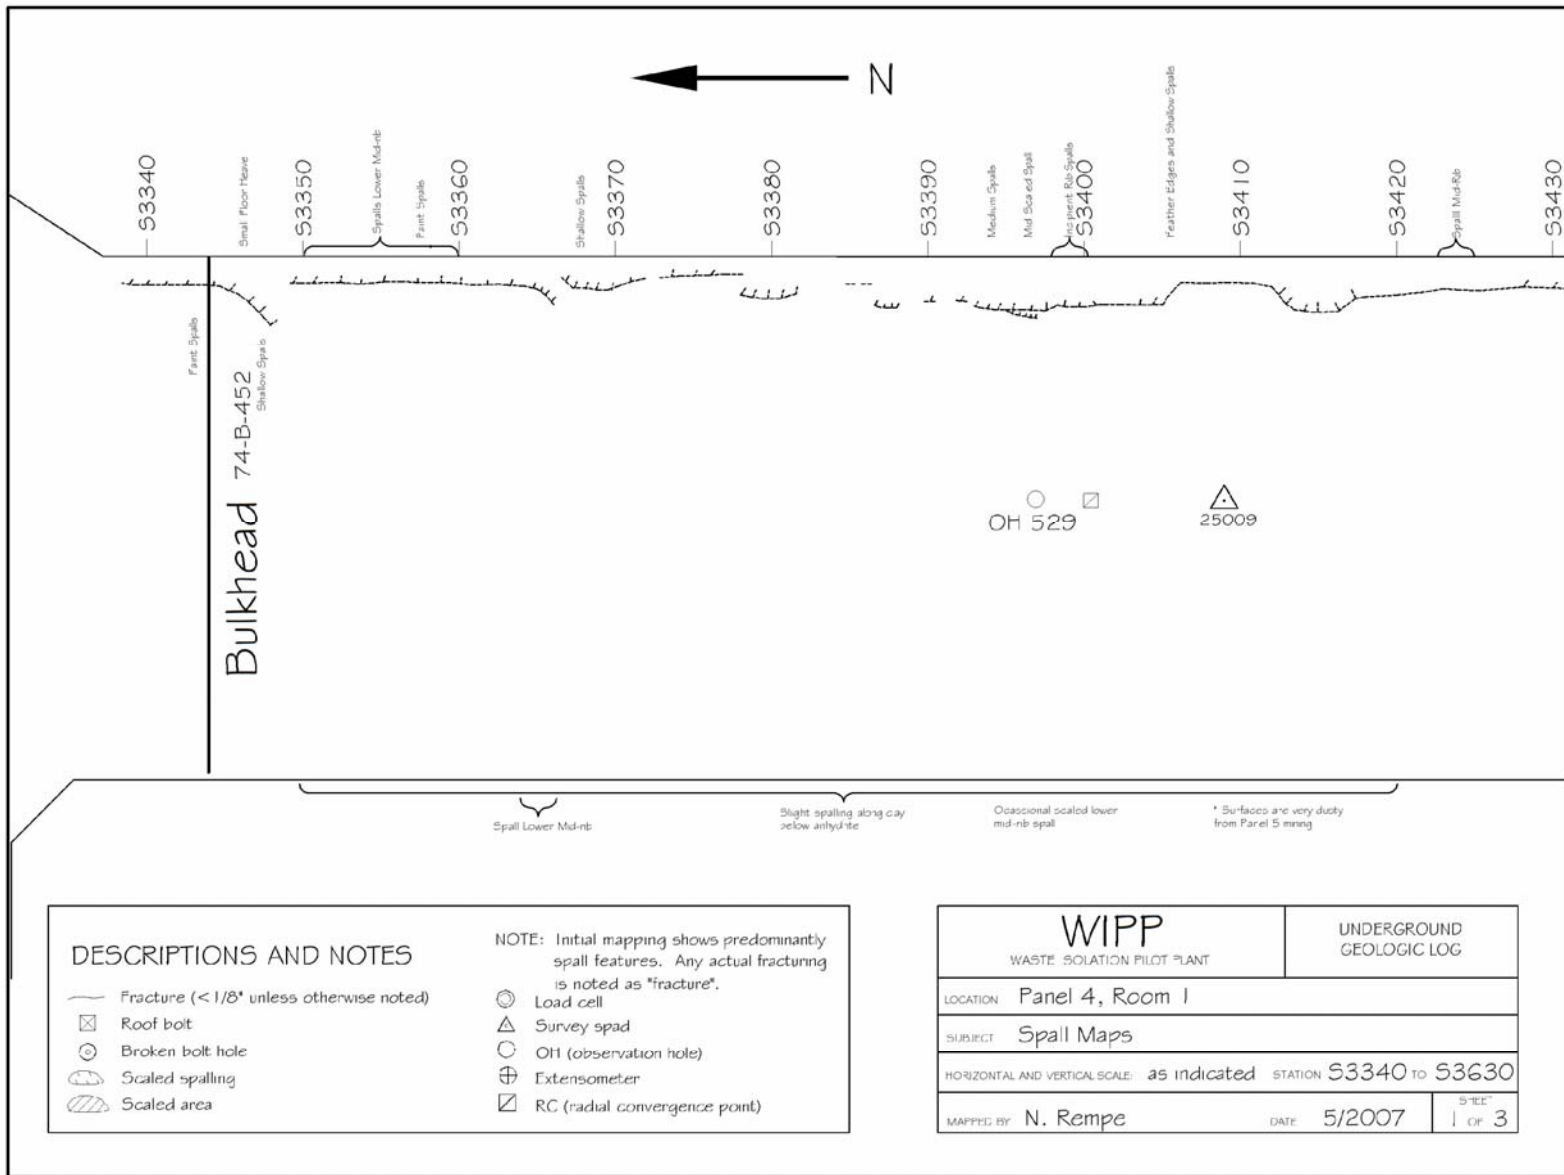 N
S3340
Small Floor Heave
S3350
Spalls Lower Mid-rib
Faint Spalls
S3360
Shallow Spalls
S3370
S3380
S3390
Medium Spalls
Mid Scaled Spall
Incipient Rib Spalls
S3400
Feather Edges and Shallow Spalls
S3410
S3420
Spall Mid-Rib
S3430
Faint Spalls
Shallow Spalls
Bulkhead 74-B-452
OH 529
25009
Spall Lower Mid-rib
Slight spalling along clay
below anhydrite
Ocassional scaled lower
mid-rib spall
* Surfaces are very dusty
from Panel 5 mining
DESCRIPTIONS AND NOTES
Fracture (<1/8" unless otherwise noted)
Roof bolt
Broken bolt hole
Scaled spalling
Scaled area
NOTE: Initial mapping shows predominantly
spall features. Any actual fracturing
is noted as "fracture".
Load cell
Survey spad
OH (observation hole)
Extensometer
RC (radial convergence point)
WIPP
WASTE ISOLATION PILOT PLANT
UNDERGROUND
GEOLOGIC LOG
LOCATION Panel 4, Room 1
SUBJECT Spall Maps
HORIZONTAL AND VERTICAL SCALE: as indicated STATION S3340 TO S3630
MAPPED BY N. Rempe DATE 5/2007 SHEET 1 OF 3